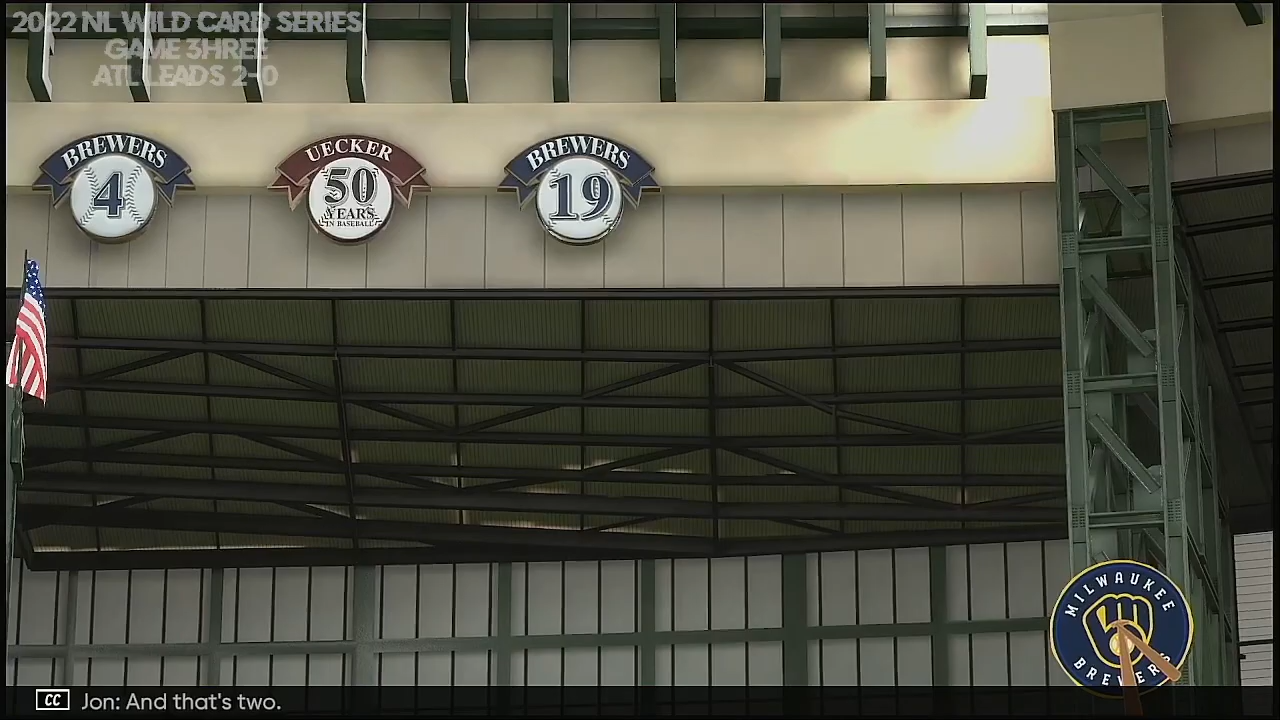 2022 NL WILD CARD SERIES
GAME 3HREE
ATL LEADS 2-0
BREWERS
4
UECKER
50
YEARS
IN BASEBALL
BREWERS
19
MILWAUKEE
BREWERS
CC Jon: And that's two.